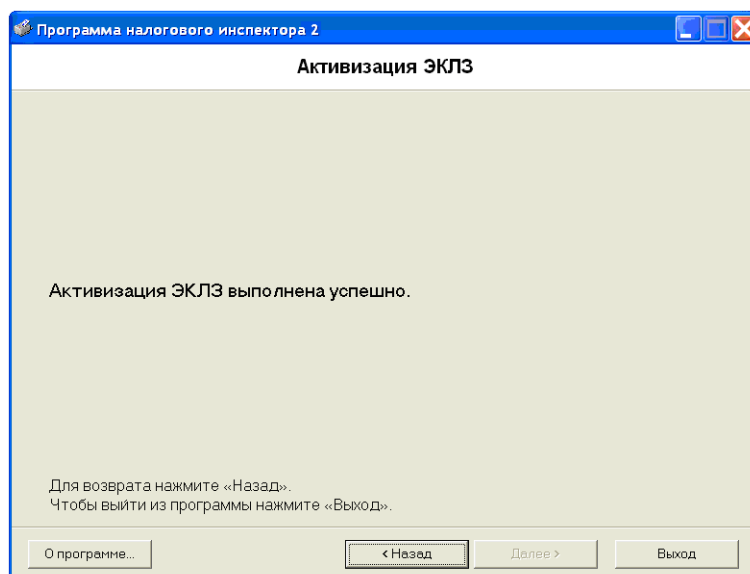 Программа налогового инспектора 2
Активизация ЭКЛЗ
Активизация ЭКЛЗ выполнена успешно.
Для возврата нажмите «Назад».
Чтобы выйти из программы нажмите «Выход».
О программе... < Назад Далее > Выход